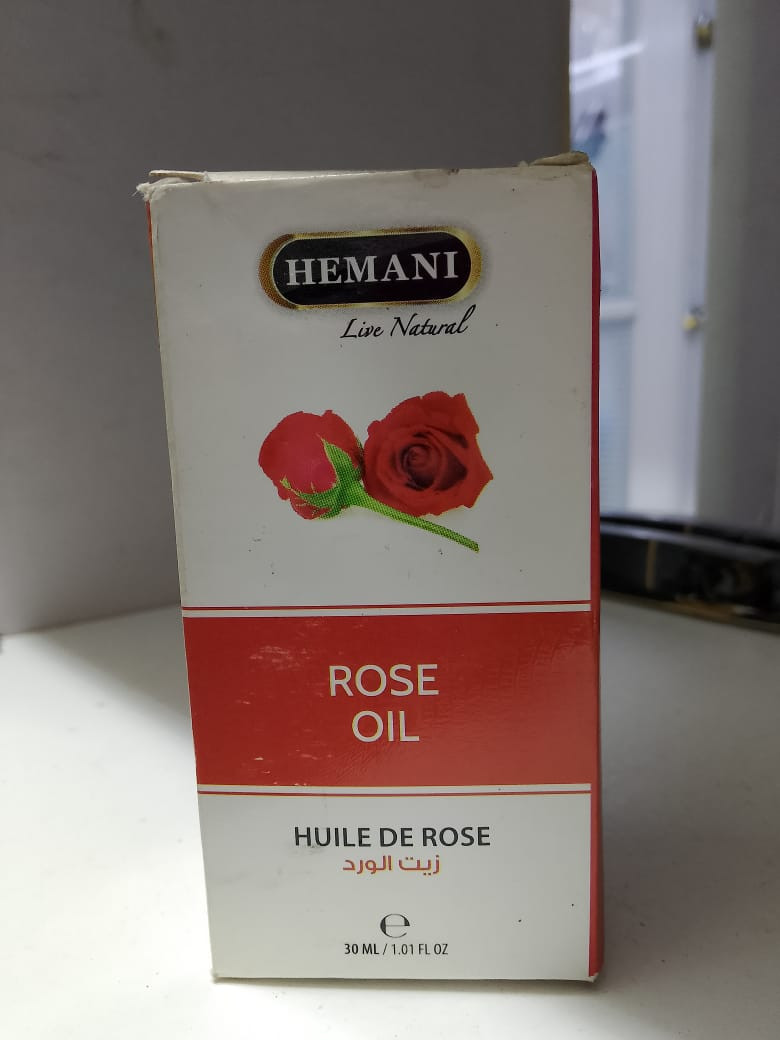 HEMANI
Live Natural
ROSE
OIL
HUILE DE ROSE
زيت الورد
℮
30 ML / 1.01 FL OZ